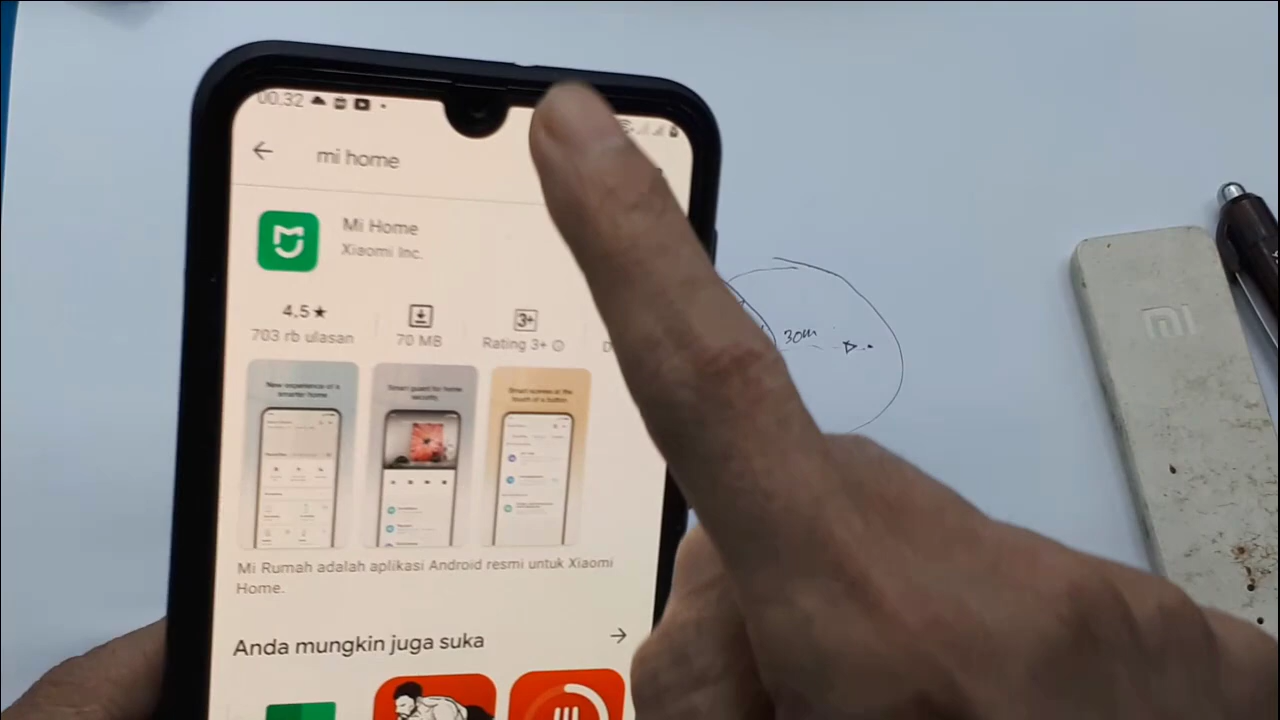 00.32
mi home
Mi Home
Xiaomi Inc.
4,5★
703 rb ulasan
70 MB
3+
Rating 3+
New experience of a
smarter home
Smart guard for home
security
Smart scenes at the
touch of a button
Mi Rumah adalah aplikasi Android resmi untuk Xiaomi
Home.
Anda mungkin juga suka
30m
MI